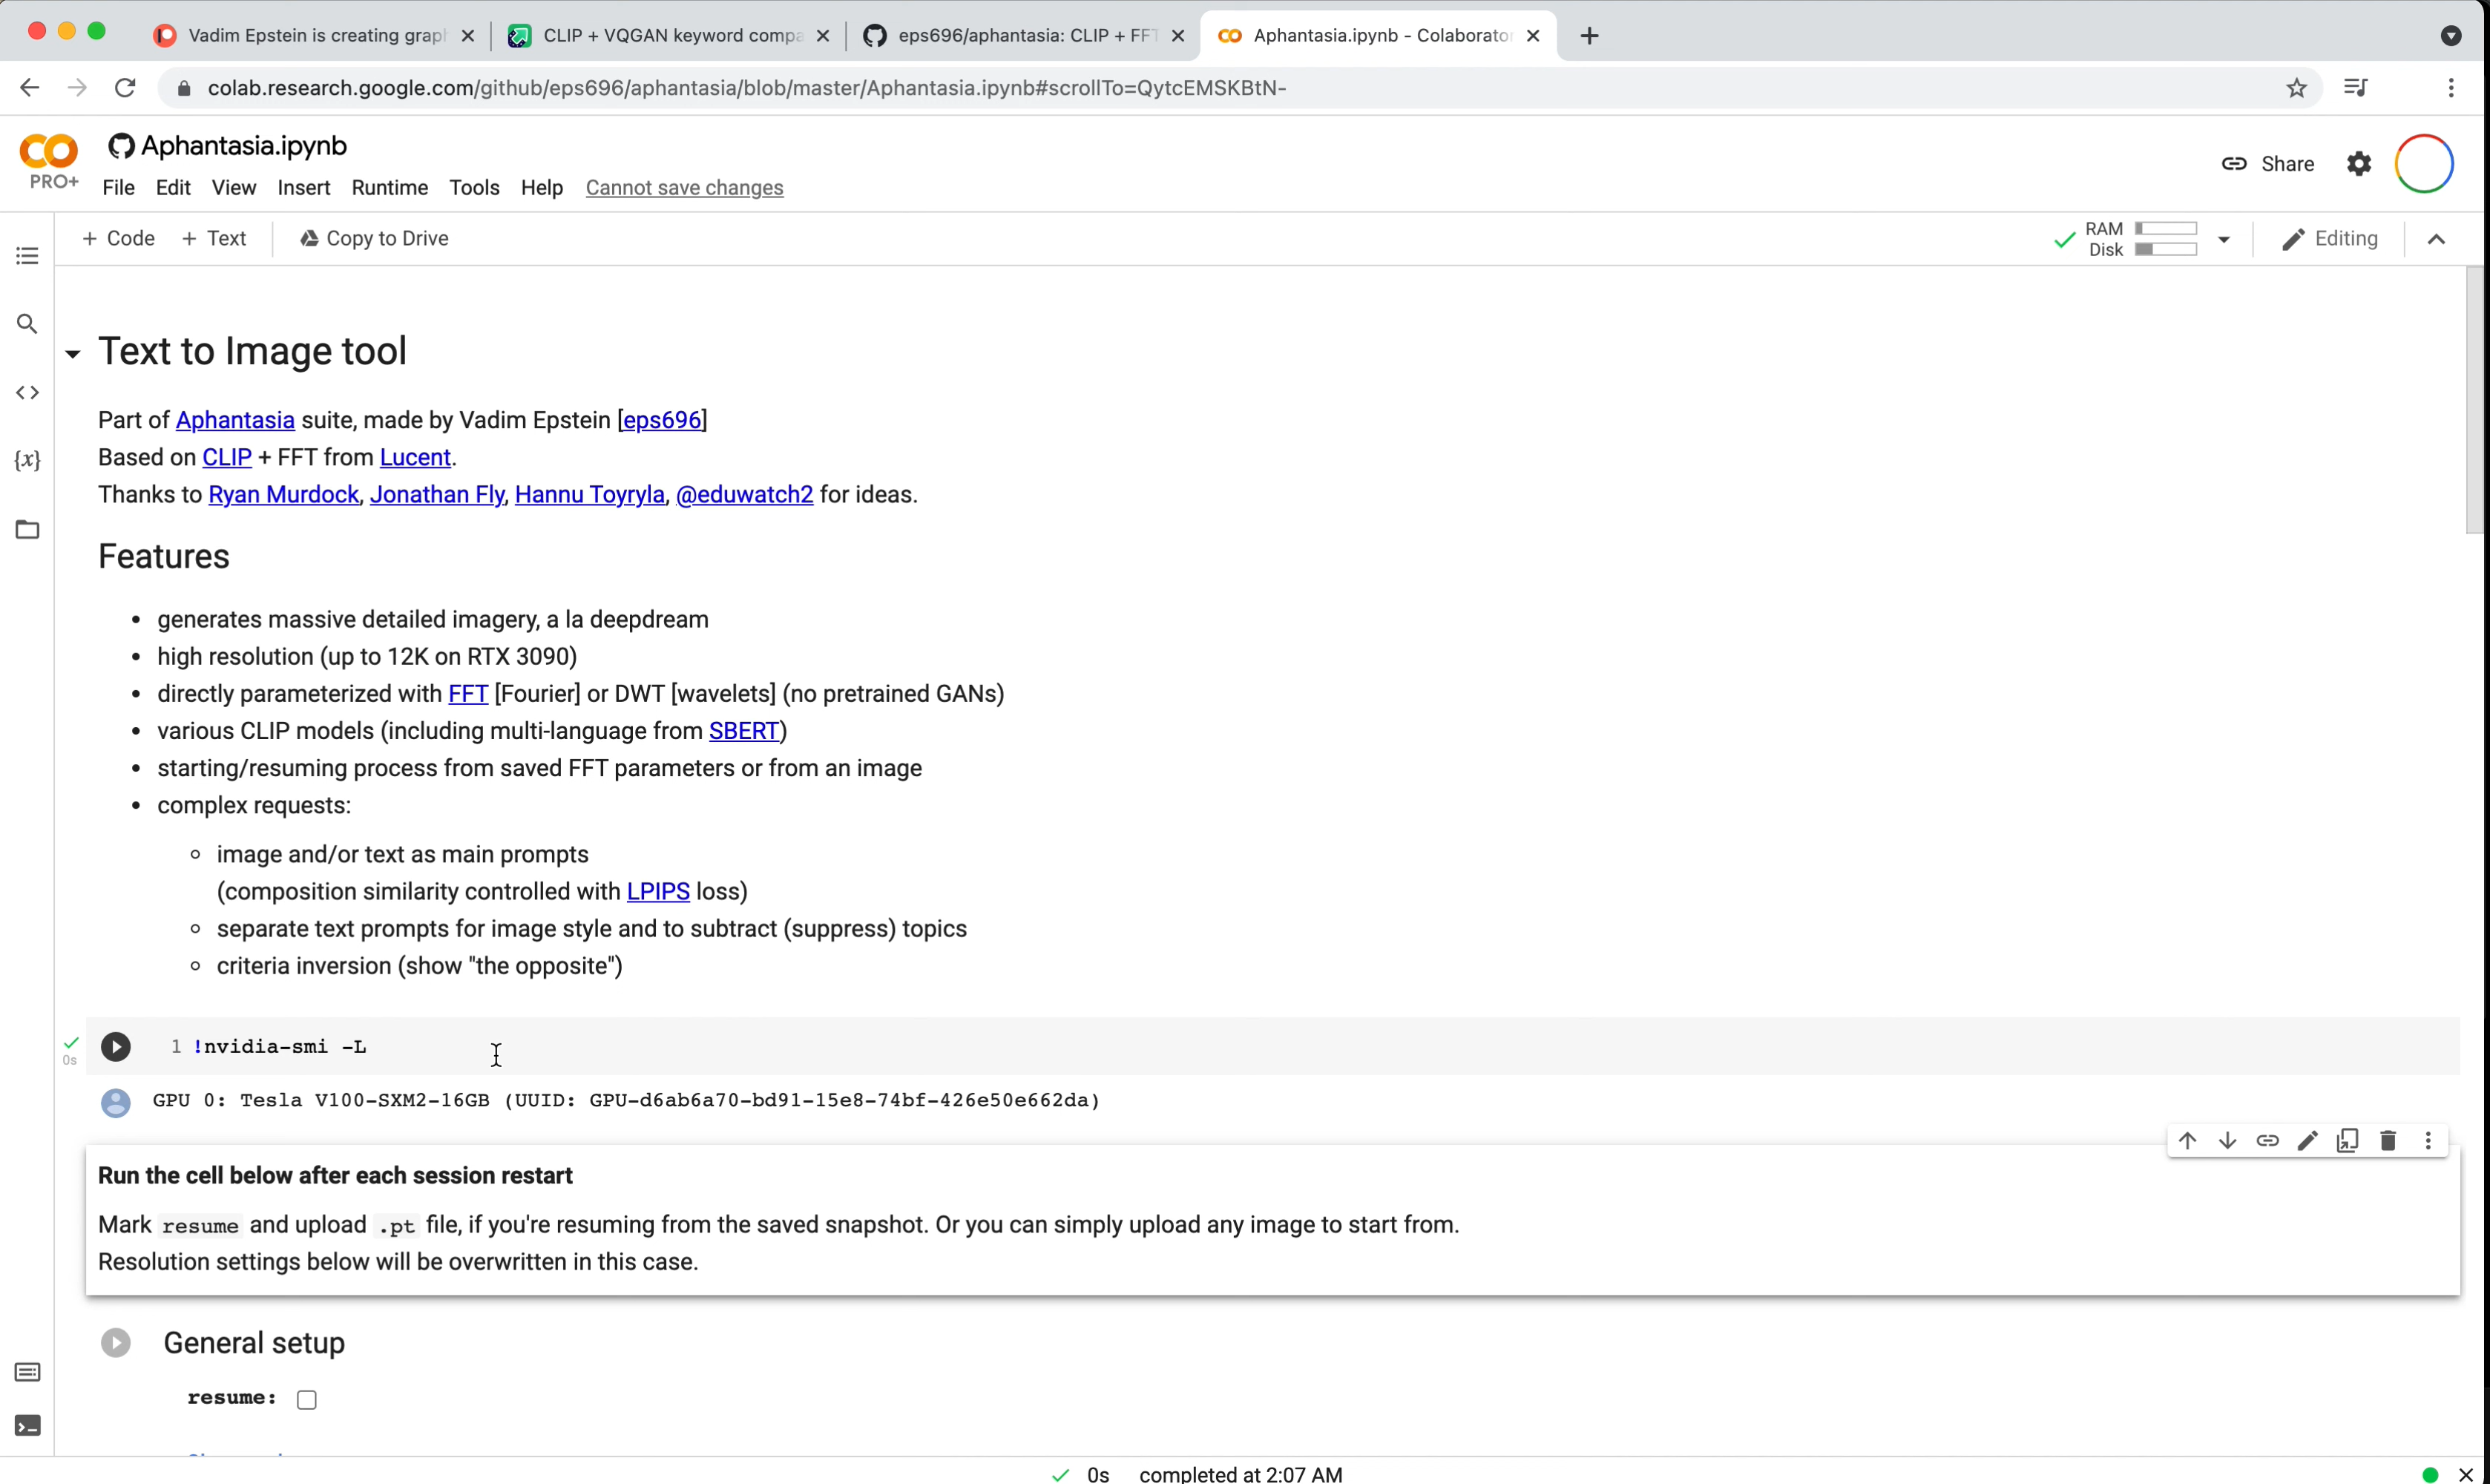 Vadim Epstein is creating grap
CLIP + VQGAN keyword compa
eps696/aphantasia: CLIP + FF
Aphantasia.ipynb - Colaborato
colab.research.google.com/github/eps696/aphantasia/blob/master/Aphantasia.ipynb#scrollTo=QytcEMSKBtN-
PRO+
Aphantasia.ipynb
File Edit View Insert Runtime Tools Help Cannot save changes
Share
+ Code + Text Copy to Drive
RAM
Disk
Editing
Text to Image tool
Part of Aphantasia suite, made by Vadim Epstein [eps696]
Based on CLIP + FFT from Lucent.
Thanks to Ryan Murdock, Jonathan Fly, Hannu Toyryla, @eduwatch2 for ideas.
Features
• generates massive detailed imagery, a la deepdream
• high resolution (up to 12K on RTX 3090)
• directly parameterized with FFT [Fourier] or DWT [wavelets] (no pretrained GANs)
• various CLIP models (including multi-language from SBERT)
• starting/resuming process from saved FFT parameters or from an image
• complex requests:
◦ image and/or text as main prompts
(composition similarity controlled with LPIPS loss)
◦ separate text prompts for image style and to subtract (suppress) topics
◦ criteria inversion (show "the opposite")
0s
1 !nvidia-smi -L
GPU 0: Tesla V100-SXM2-16GB (UUID: GPU-d6ab6a70-bd91-15e8-74bf-426e50e662da)
Run the cell below after each session restart
Mark resume and upload .pt file, if you're resuming from the saved snapshot. Or you can simply upload any image to start from.
Resolution settings below will be overwritten in this case.
General setup
resume:
0s completed at 2:07 AM